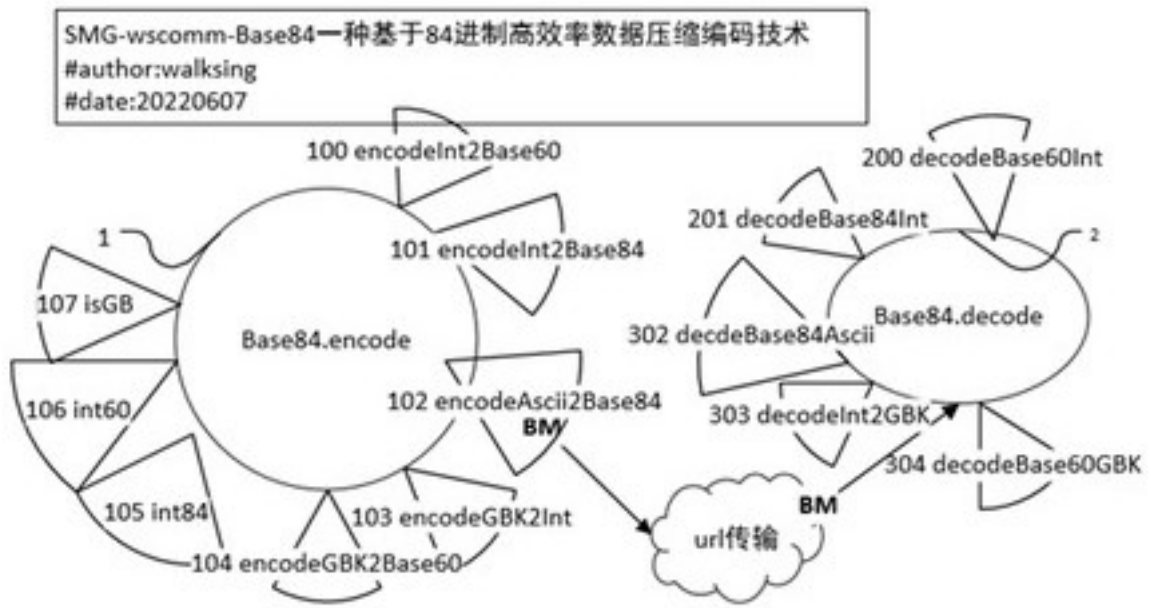 SMG-wscomm-Base84一种基于84进制高效率数据压缩编码技术
#author:walksing
#date:20220607
100 encodeInt2Base60
200 decodeBase60Int
201 decodeBase84Int
1
2
101 encodeInt2Base84
107 isGB
Base84.encode
Base84.decode
302 decdeBase84Ascii
106 int60
102 encodeAscii2Base84
BM
303 decodeInt2GBK
304 decodeBase60GBK
105 int84
103 encodeGBK2Int
BM
url传输
104 encodeGBK2Base60